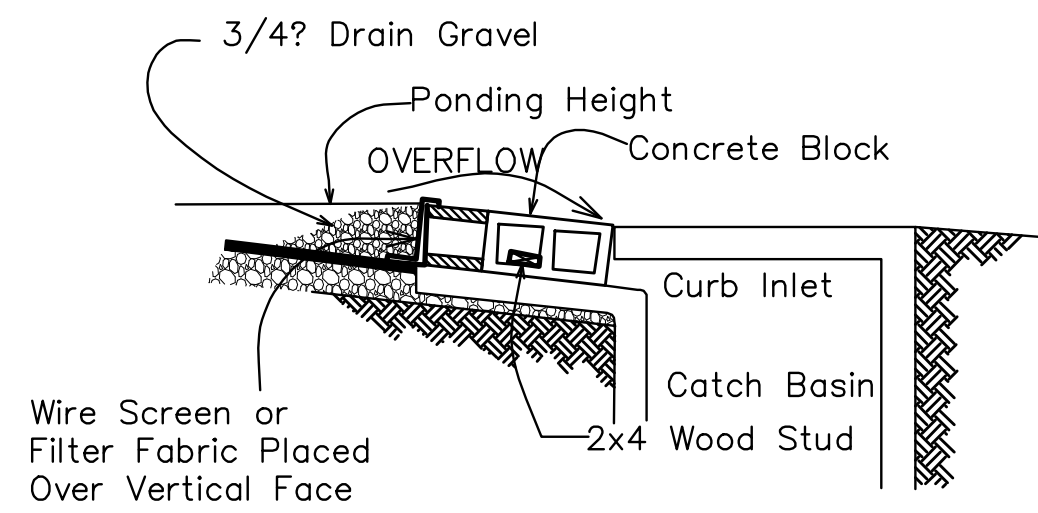 3/4? Drain Gravel
Ponding Height
Concrete Block
OVERFLOW
Curb Inlet
Catch Basin
2x4 Wood Stud
Wire Screen or
Filter Fabric Placed
Over Vertical Face